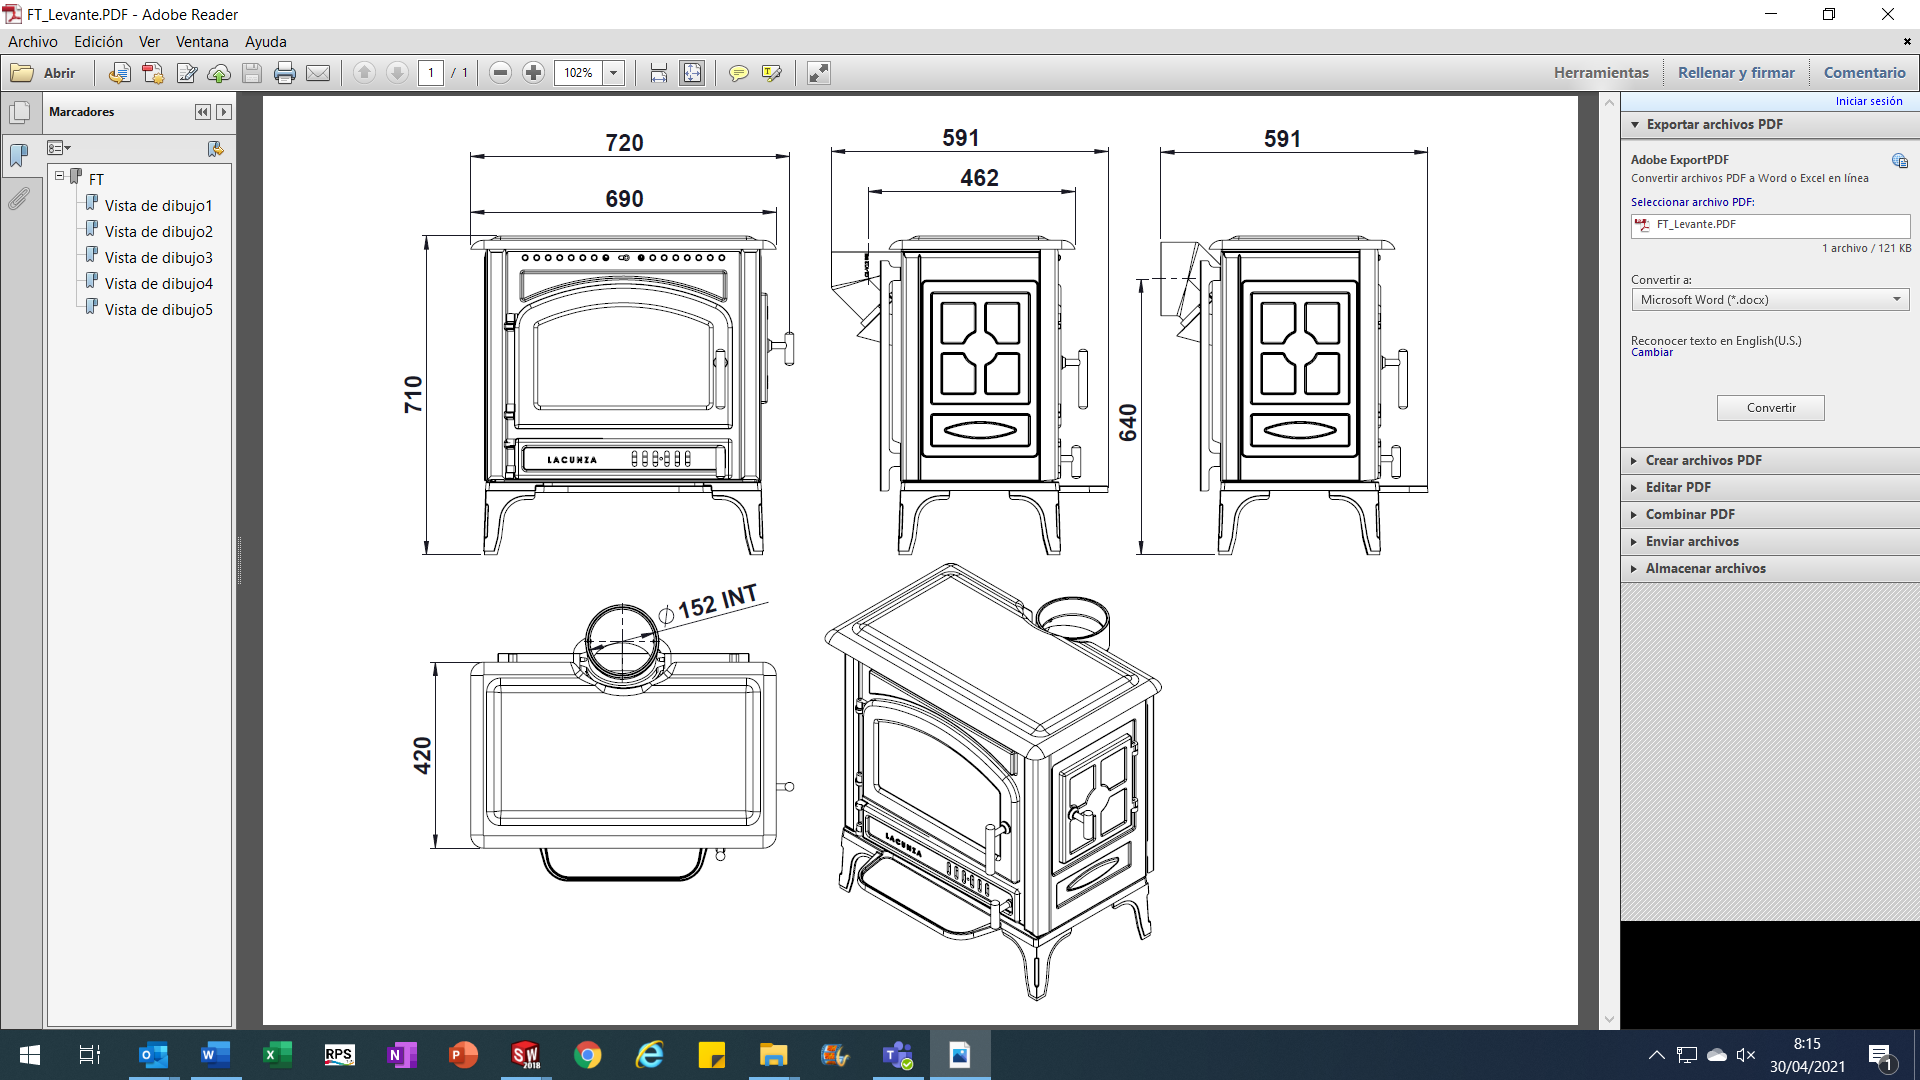 FT_Levante.PDF - Adobe Reader
Archivo Edición Ver Ventana Ayuda
Abrir 1 / 1 102% Herramientas Rellenar y firmar Comentario
Marcadores
FT
Vista de dibujo1
Vista de dibujo2
Vista de dibujo3
Vista de dibujo4
Vista de dibujo5
720
690
710
LACUNZA
591
462
591
640
152 INT
420
LACUNZA
Iniciar sesión
Exportar archivos PDF
Adobe ExportPDF
Convertir archivos PDF a Word o Excel en línea
Seleccionar archivo PDF:
FT_Levante.PDF
1 archivo / 121 KB
Convertir a:
Microsoft Word (*.docx)
Reconocer texto en English(U.S.)
Cambiar
Convertir
Crear archivos PDF
Editar PDF
Combinar PDF
Enviar archivos
Almacenar archivos
RPS
SW
2018
8:15
30/04/2021
1